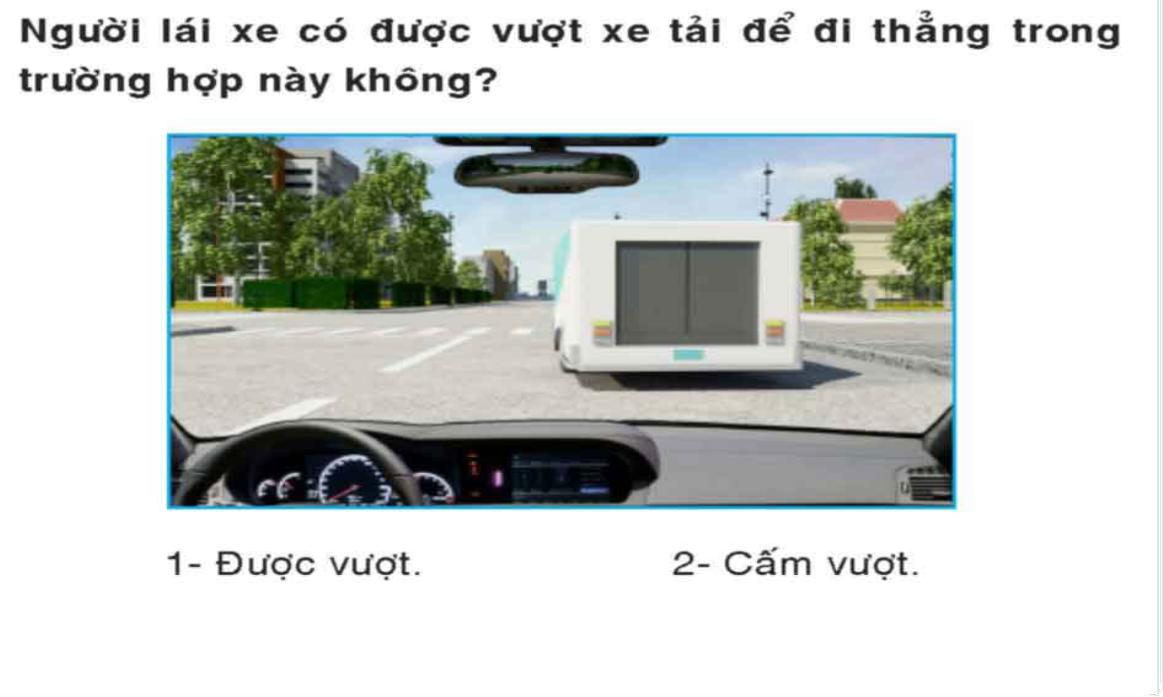 Người lái xe có được vượt xe tải để đi thẳng trong
trường hợp này không?
1- Được vượt.
2- Cấm vượt.